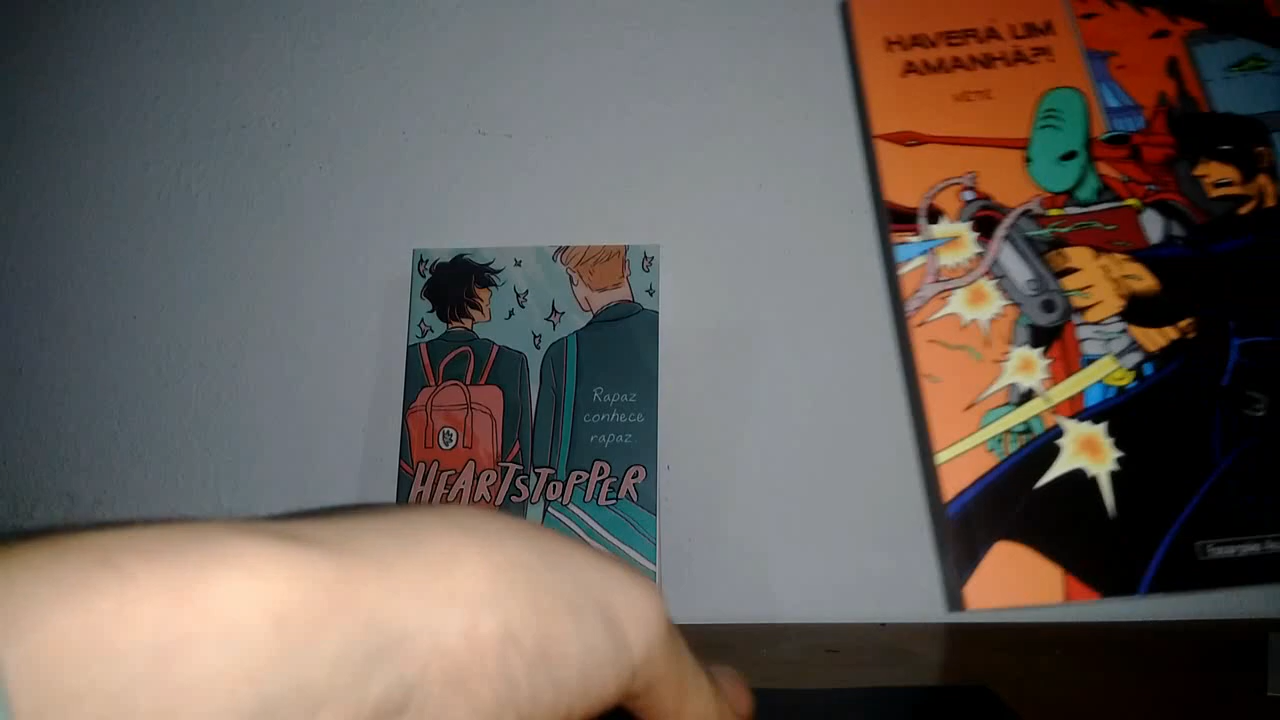 HAVERÁ UM
AMANHÃ?!
Rapaz
conhece
rapaz.
HEARTSTOPPER